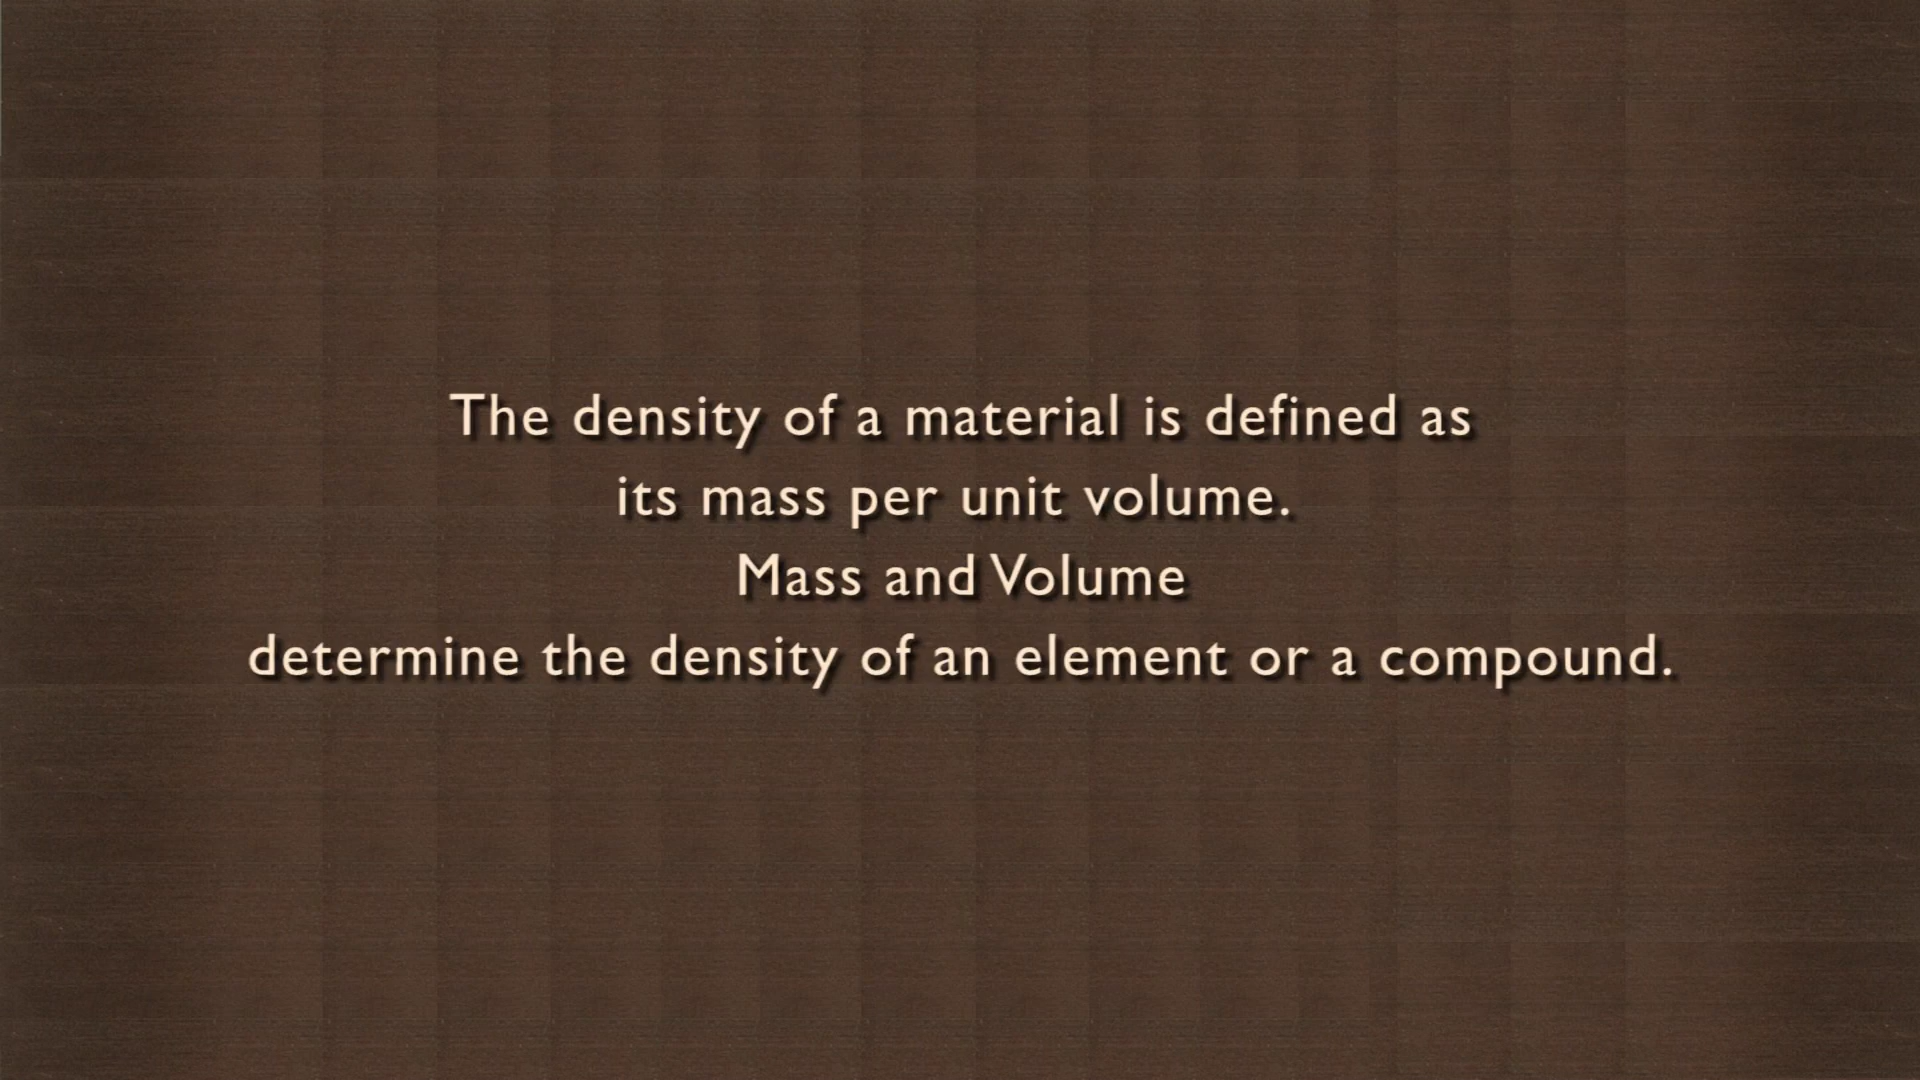 The density of a material is defined as
its mass per unit volume.
Mass and Volume
determine the density of an element or a compound.